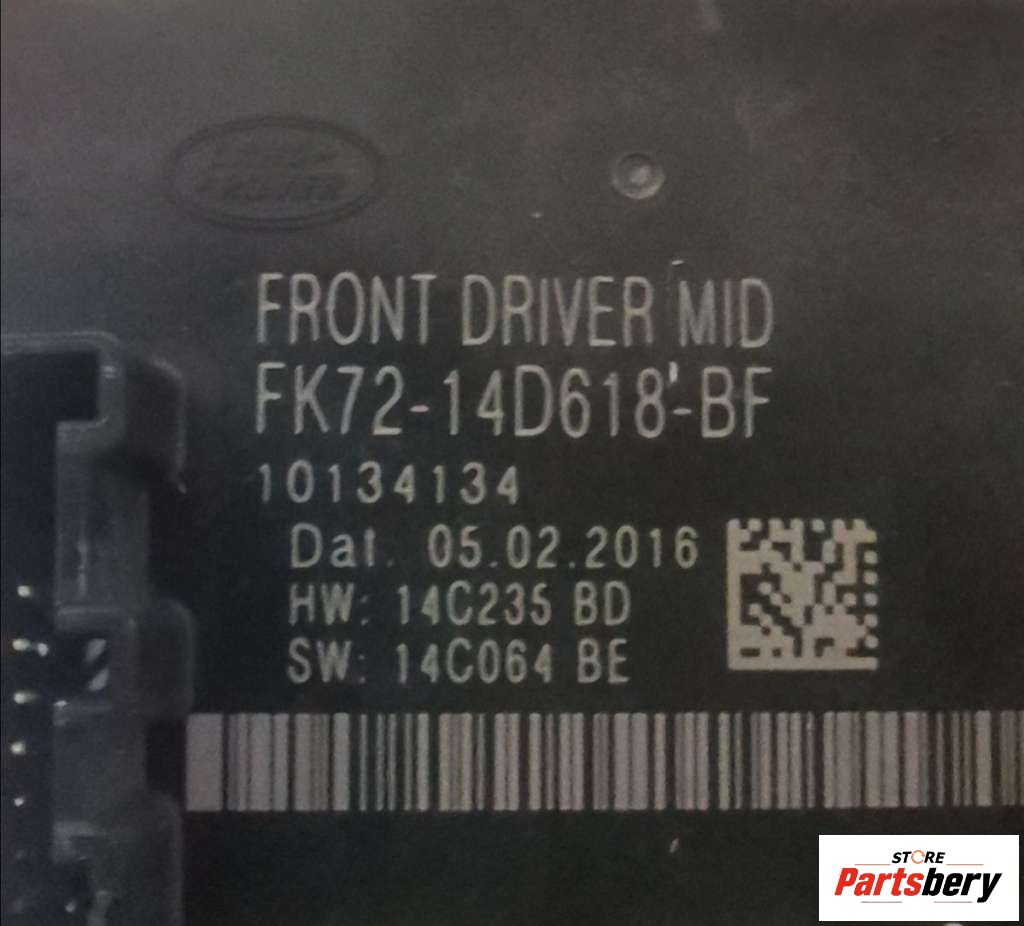 FRONT DRIVER MID
FK72-14D618-BF
10134134
Dat. 05.02.2016
HW: 14C235 BD
SW: 14C064 BE
STORE
Partsbery